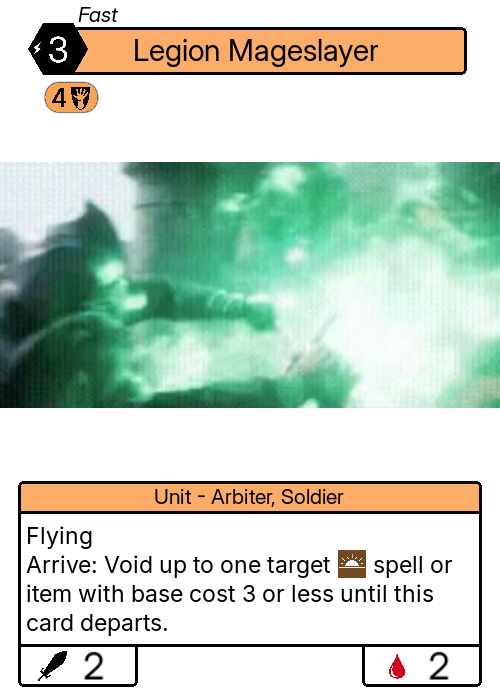 Fast
3 Legion Mageslayer
4
Unit - Arbiter, Soldier
Flying
Arrive: Void up to one target spell or
item with base cost 3 or less until this
card departs.
2 2